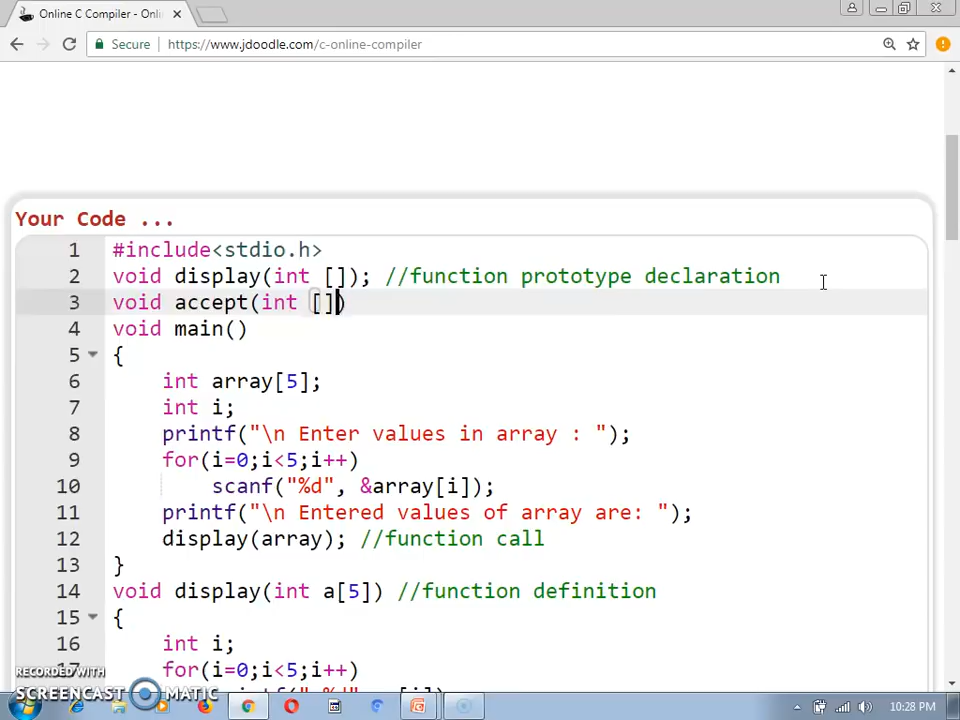 Online C Compiler - Onli
Secure https://www.jdoodle.com/c-online-compiler
Your Code ...
1 #include<stdio.h>
2 void display(int []); //function prototype declaration
3 void accept(int [])
4 void main()
5 {
6 int array[5];
7 int i;
8 printf("\n Enter values in array : ");
9 for(i=0;i<5;i++)
10 scanf("%d", &array[i]);
11 printf("\n Entered values of array are: ");
12 display(array); //function call
13 }
14 void display(int a[5]) //function definition
15 {
16 int i;
17 for(i=0;i<5;i++)
RECORDED WITH
SCREENCAST MATIC
10:28 PM